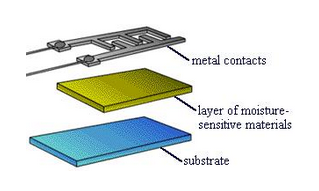 metal contacts
layer of moisture-
sensitive materials
substrate